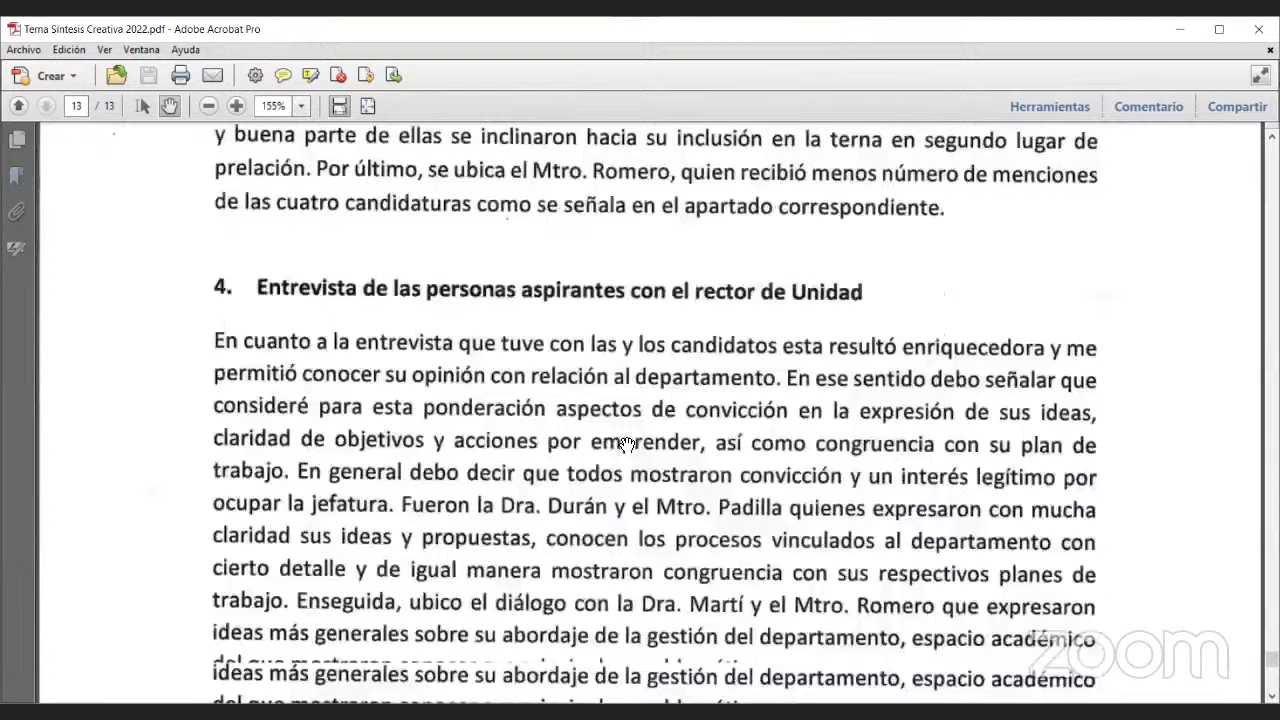 Terna Síntesis Creativa 2022.pdf - Adobe Acrobat Pro
Archivo Edición Ver Ventana Ayuda
Crear
13 / 13 155% Herramientas Comentario Compartir
y buena parte de ellas se inclinaron hacia su inclusión en la terna en segundo lugar de
prelación. Por último, se ubica el Mtro. Romero, quien recibió menos número de menciones
de las cuatro candidaturas como se señala en el apartado correspondiente.
4. Entrevista de las personas aspirantes con el rector de Unidad
En cuanto a la entrevista que tuve con las y los candidatos esta resultó enriquecedora y me
permitió conocer su opinión con relación al departamento. En ese sentido debo señalar que
consideré para esta ponderación aspectos de convicción en la expresión de sus ideas,
claridad de objetivos y acciones por emprender, así como congruencia con su plan de
trabajo. En general debo decir que todos mostraron convicción y un interés legítimo por
ocupar la jefatura. Fueron la Dra. Durán y el Mtro. Padilla quienes expresaron con mucha
claridad sus ideas y propuestas, conocen los procesos vinculados al departamento con
cierto detalle y de igual manera mostraron congruencia con sus respectivos planes de
trabajo. Enseguida, ubico el diálogo con la Dra. Martí y el Mtro. Romero que expresaron
ideas más generales sobre su abordaje de la gestión del departamento, espacio académico
ideas más generales sobre su abordaje de la gestión del departamento, espacio académico
zoom